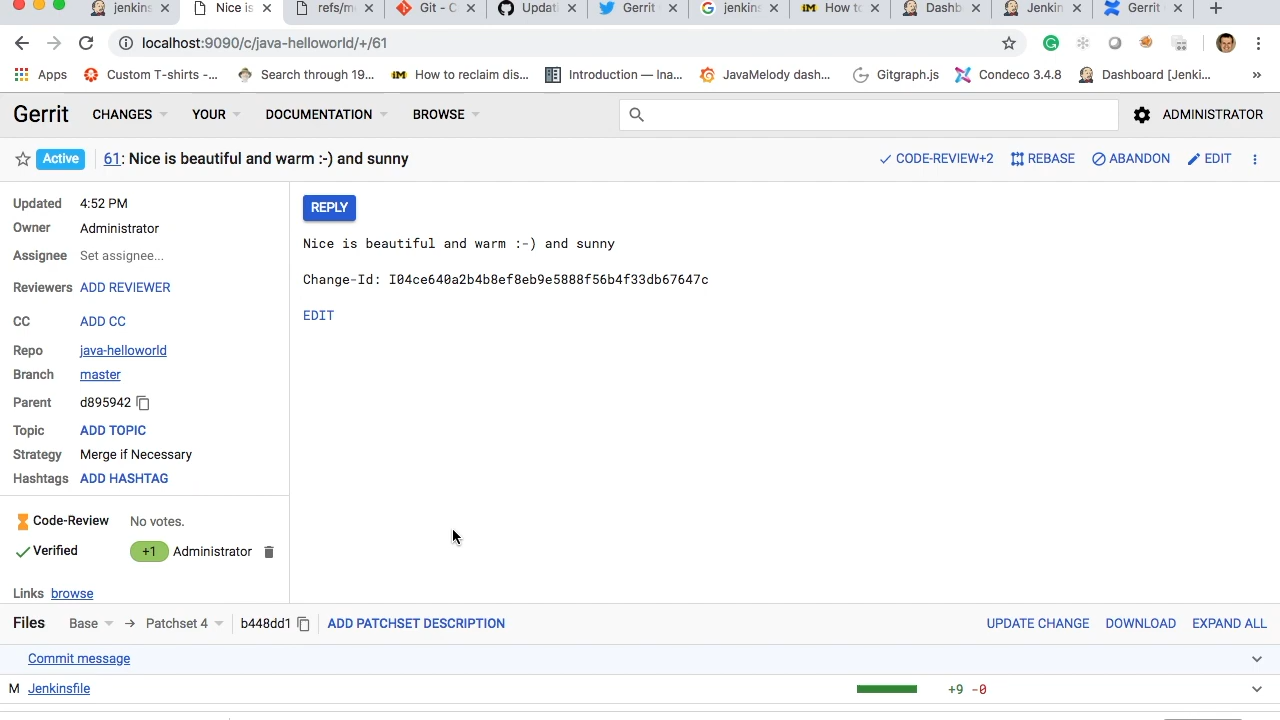 jenkins
Nice is
refs/m
Git - C
Updati
Gerrit
jenkins
How to
Dashb
Jenkin
Gerrit
localhost:9090/c/java-helloworld/+/61
Apps
Custom T-shirts -...
Search through 19...
How to reclaim dis...
Introduction — Ina...
JavaMelody dash...
Gitgraph.js
Condeco 3.4.8
Dashboard [Jenki...
»
Gerrit CHANGES YOUR DOCUMENTATION BROWSE ADMINISTRATOR
Active 61: Nice is beautiful and warm :-) and sunny CODE-REVIEW+2 REBASE ABANDON EDIT
Updated 4:52 PM
Owner Administrator
Assignee Set assignee...
Reviewers ADD REVIEWER
CC ADD CC
Repo java-helloworld
Branch master
Parent d895942
Topic ADD TOPIC
Strategy Merge if Necessary
Hashtags ADD HASHTAG
Code-Review No votes.
Verified +1 Administrator
Links browse
REPLY
Nice is beautiful and warm :-) and sunny
Change-Id: I04ce640a2b4b8ef8eb9e5888f56b4f33db67647c
EDIT
Files Base → Patchset 4 b448dd1 ADD PATCHSET DESCRIPTION UPDATE CHANGE DOWNLOAD EXPAND ALL
Commit message
M Jenkinsfile +9 -0